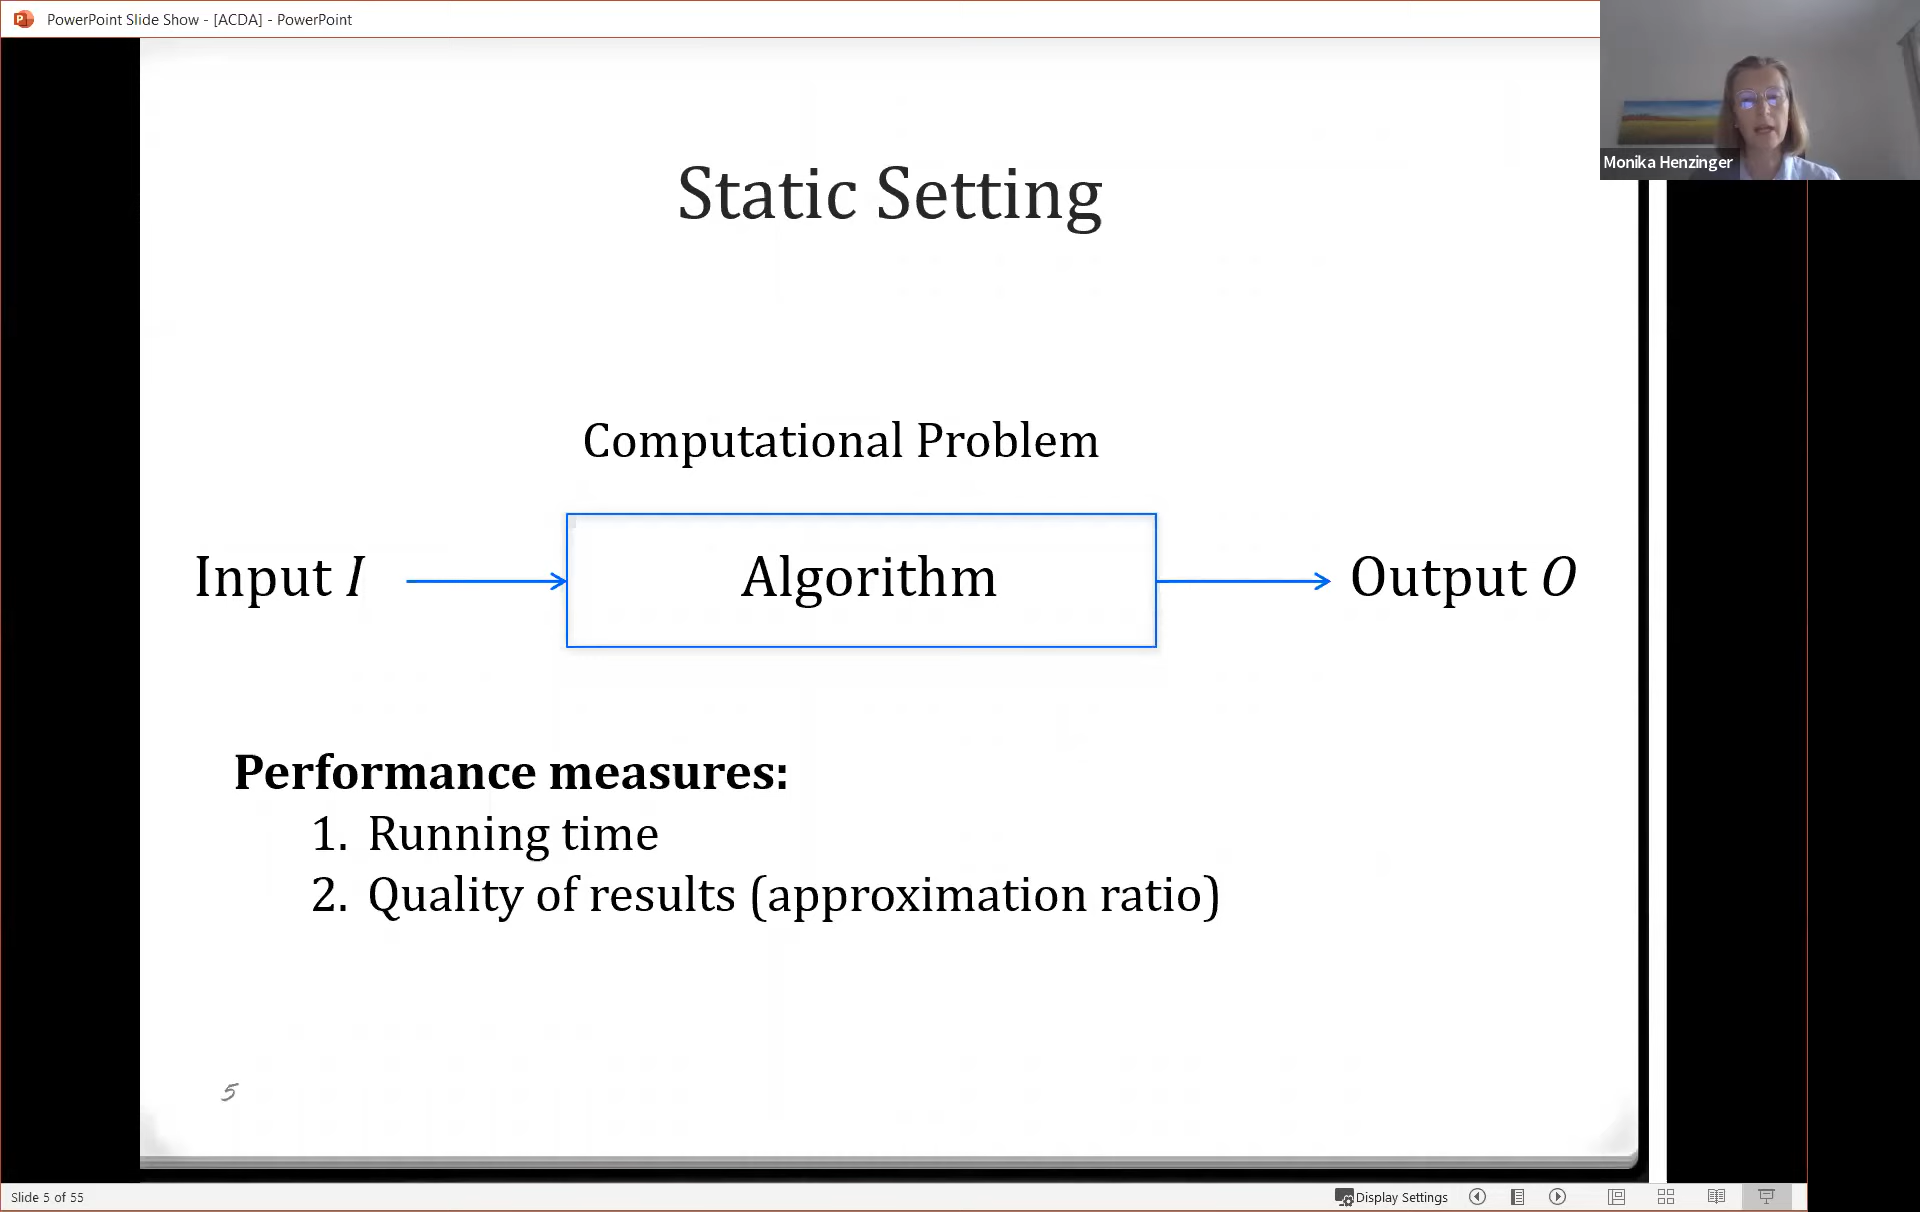 PowerPoint Slide Show - [ACDA] - PowerPoint
Monika Henzinger
Static Setting
Computational Problem
Input I
Algorithm
Output O
Performance measures:
1. Running time
2. Quality of results (approximation ratio)
5
Slide 5 of 55
Display Settings